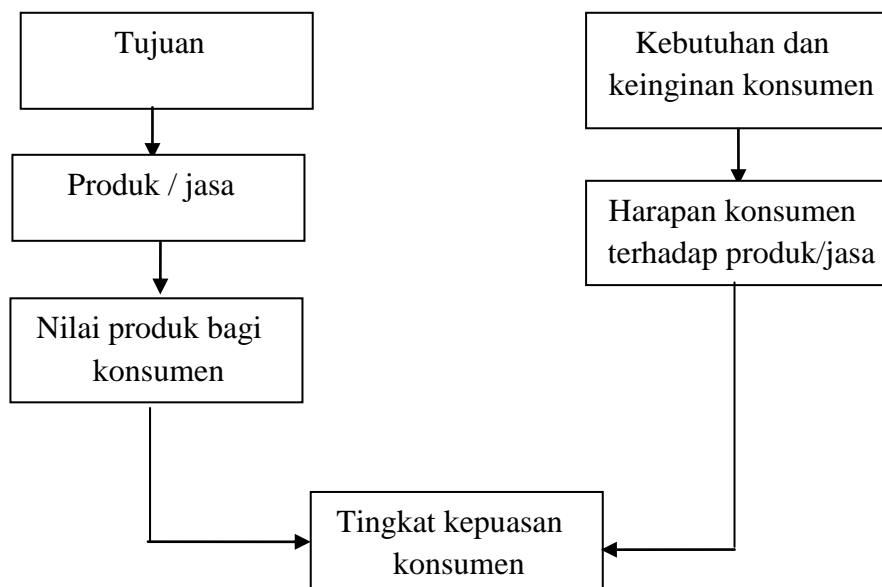 Tujuan
Produk / jasa
Nilai produk bagi
konsumen
Kebutuhan dan
keinginan konsumen
Harapan konsumen
terhadap produk/jasa
Tingkat kepuasan
konsumen